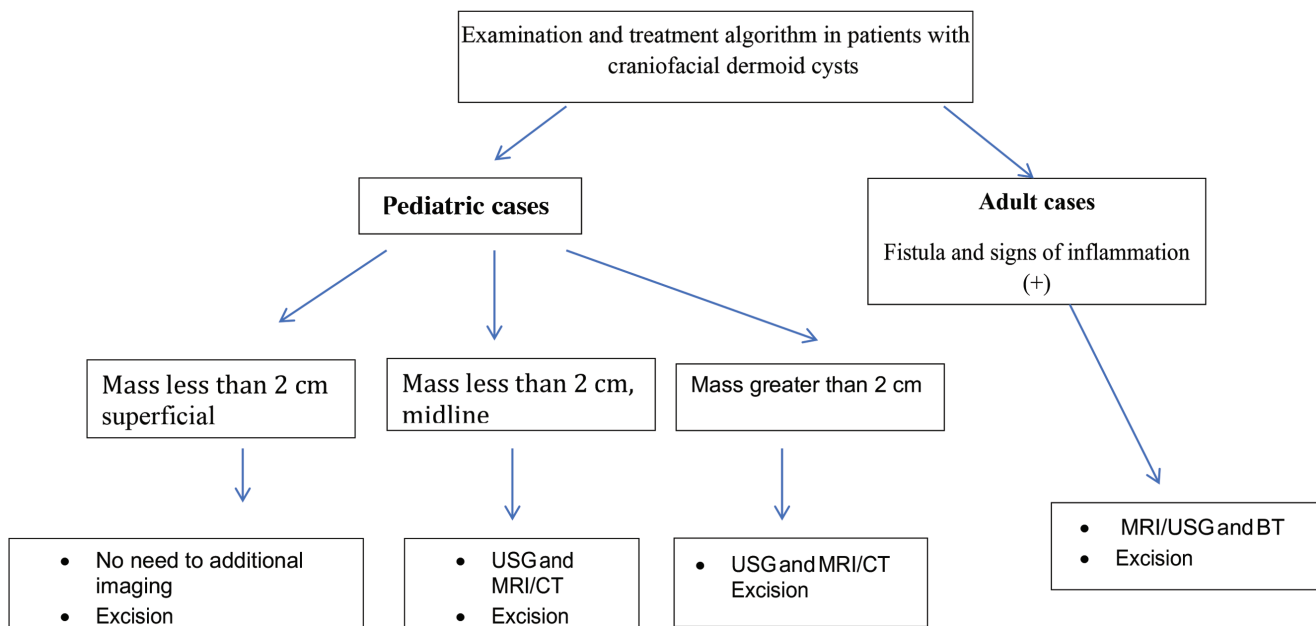 Examination and treatment algorithm in patients with
craniofacial dermoid cysts
Pediatric cases
Adult cases
Fistula and signs of inflammation
(+)
Mass less than 2 cm
superficial
Mass less than 2 cm,
midline
Mass greater than 2 cm
• No need to additional
imaging
• Excision
• USG and
MRI/CT
• Excision
• USG and MRI/CT
Excision
• MRI/USG and BT
• Excision